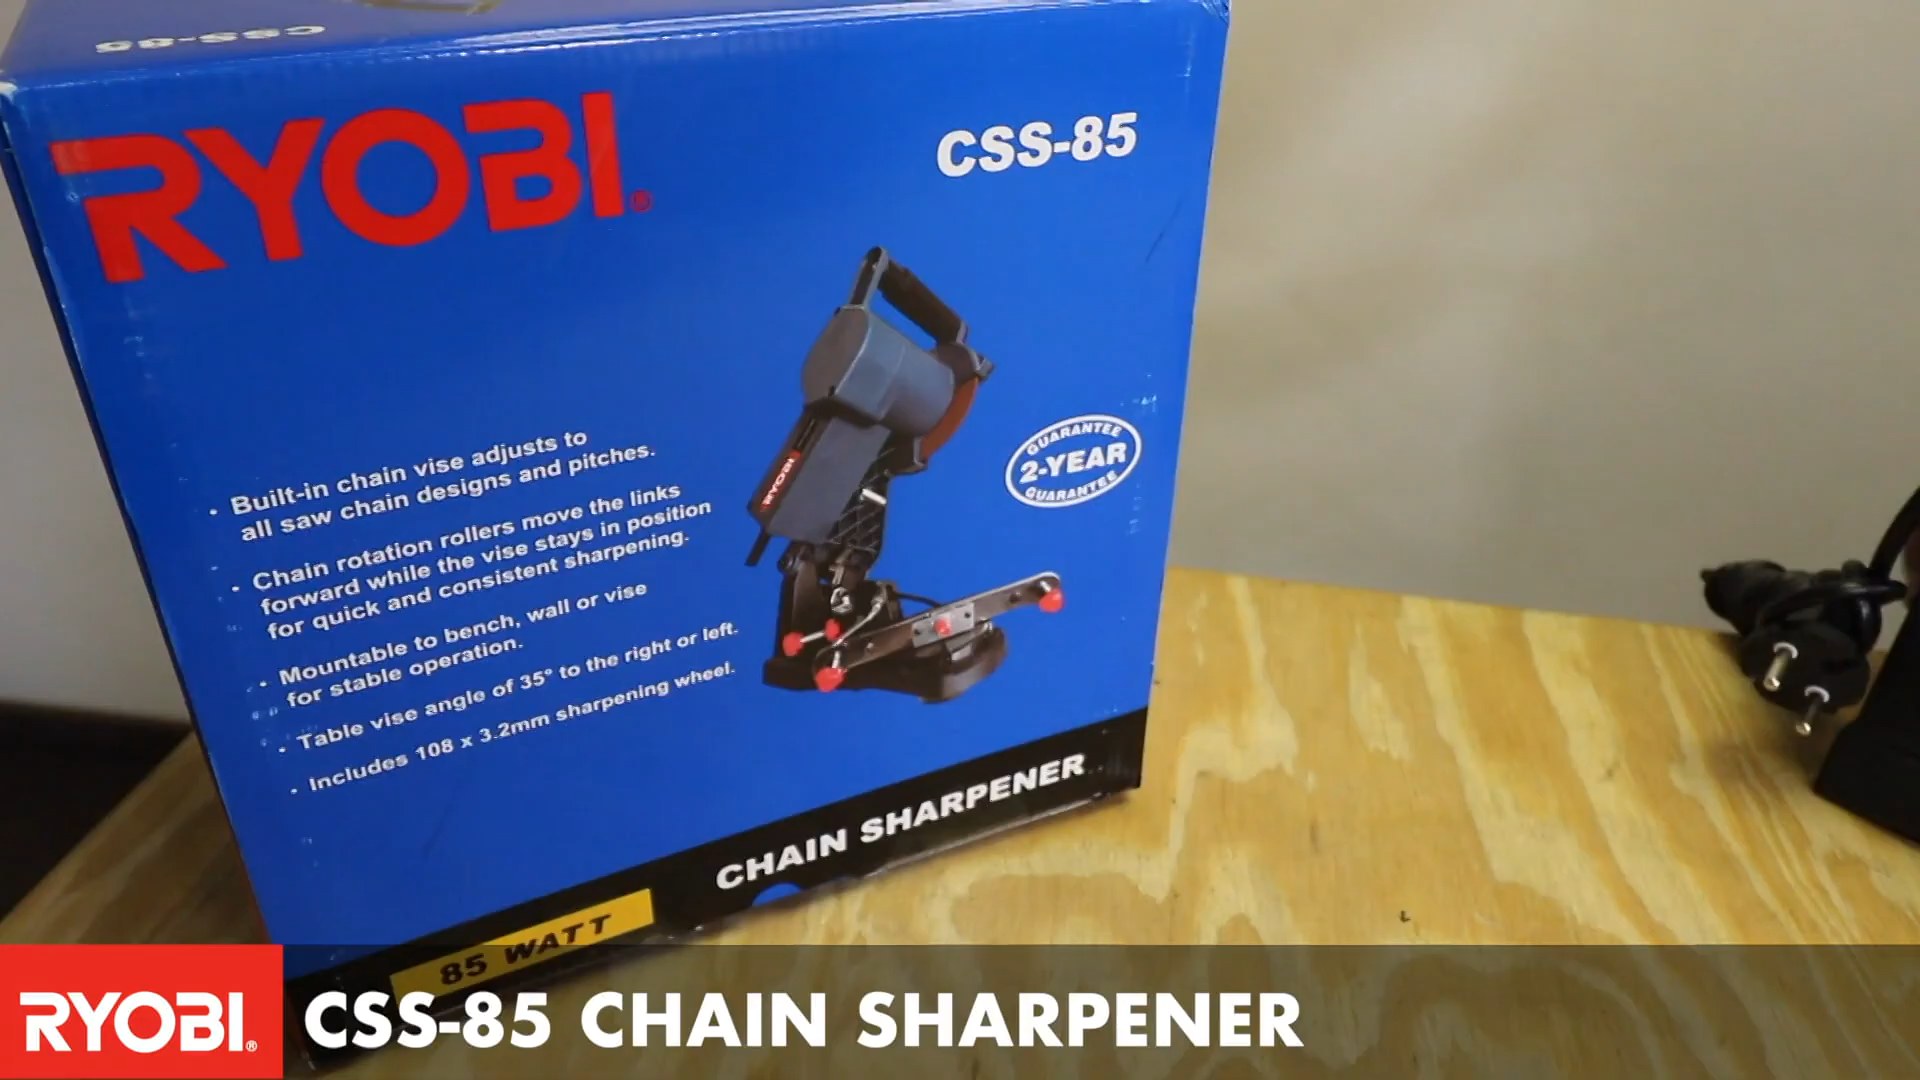 CSS-85
RYOBI®
CSS-85
• Built-in chain vise adjusts to
all saw chain designs and pitches.
• Chain rotation rollers move the links
forward while the vise stays in position
for quick and consistent sharpening.
• Mountable to bench, wall or vise
for stable operation.
• Table vise angle of 35° to the right or left.
• Includes 108 x 3.2mm sharpening wheel.
RYOBI
GUARANTEE
2-YEAR
GUARANTEE
CHAIN SHARPENER
85 WATT
RYOBI®
CSS-85 CHAIN SHARPENER